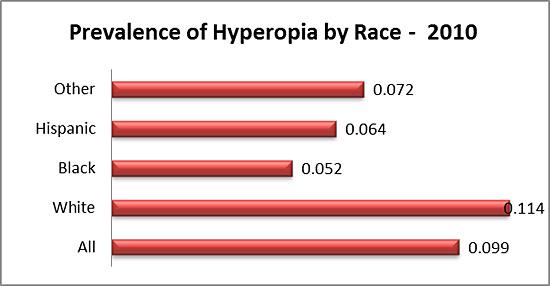 Prevalence of Hyperopia by Race - 2010
Other 0.072
Hispanic 0.064
Black 0.052
White 0.114
All 0.099